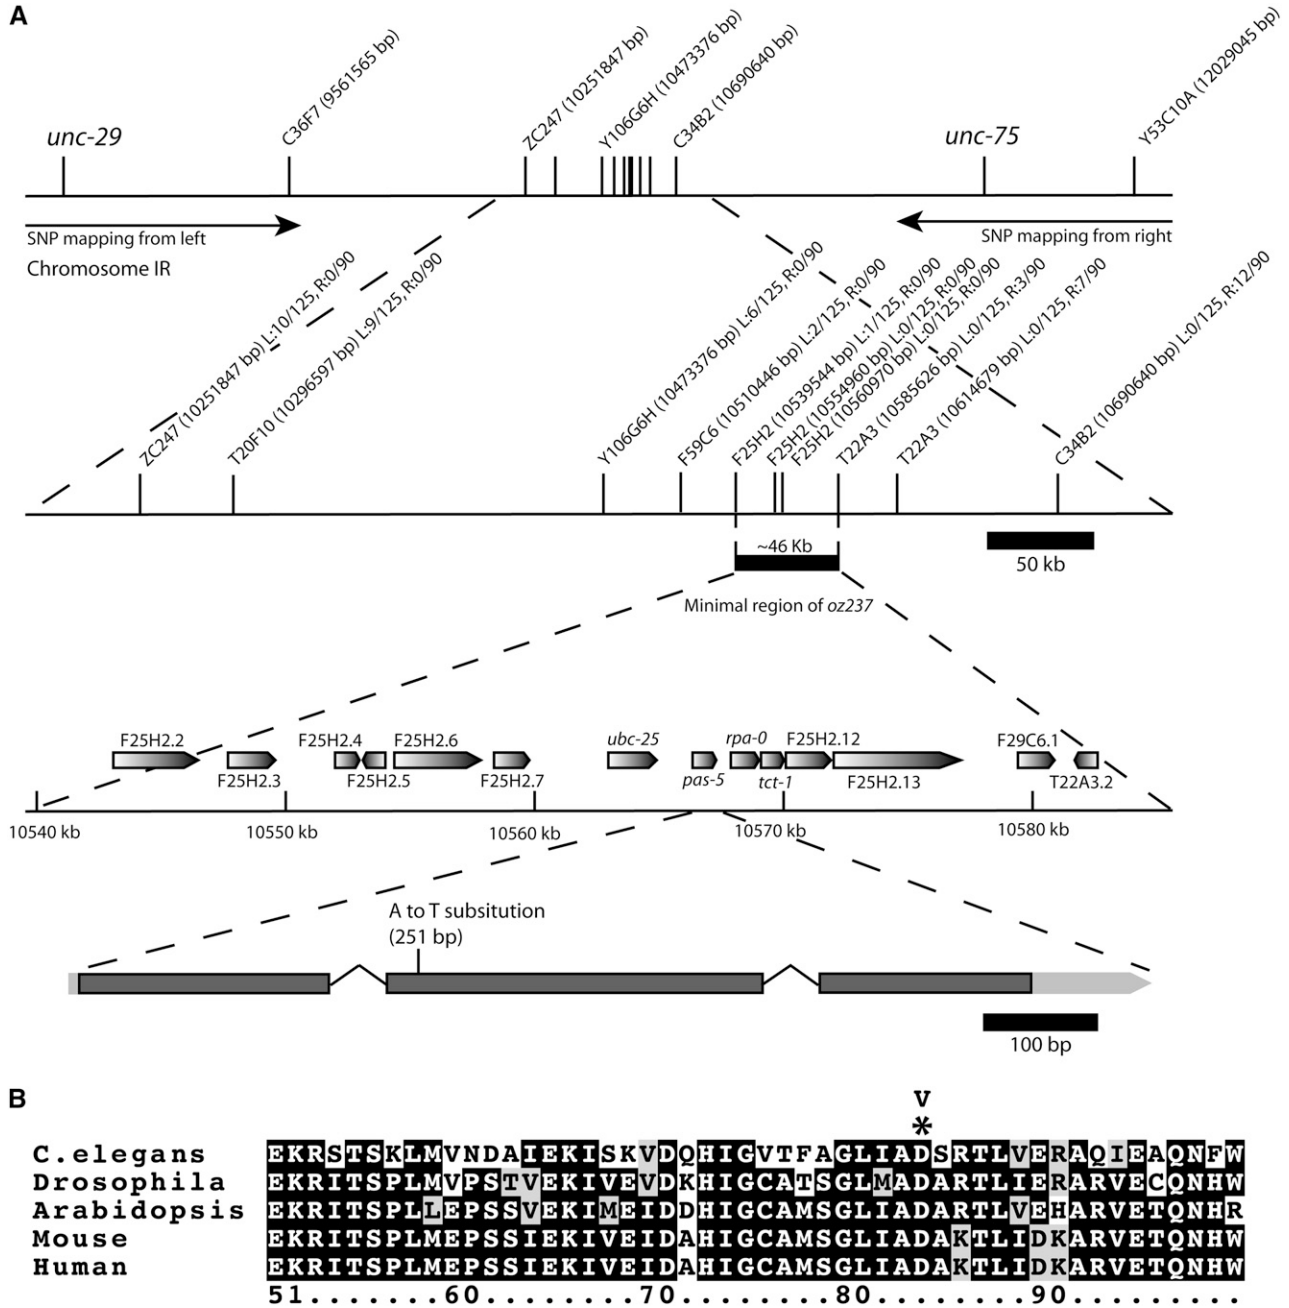 A
unc-29
C36F7 (9561565 bp)
ZC247 (10251847 bp)
Y106G6H (10473376 bp)
C34B2 (10690640 bp)
unc-75
Y53C10A (12029045 bp)
SNP mapping from left
SNP mapping from right
Chromosome IR
ZC247 (10251847 bp) L:10/125, R:0/90
T20F10 (10296597 bp) L:9/125, R:0/90
Y106G6H (10473376 bp) L:6/125, R:0/90
F59C6 (10510446 bp) L:2/125, R:0/90
F25H2 (10539544 bp) L:1/125, R:0/90
F25H2 (10554960 bp) L:0/125, R:0/90
F25H2 (10560970 bp) L:0/125, R:0/90
T22A3 (10585626 bp) L:0/125, R:3/90
T22A3 (10614679 bp) L:0/125, R:7/90
C34B2 (10690640 bp) L:0/125, R:12/90
~46 Kb
50 kb
Minimal region of oz237
F25H2.2
F25H2.3
F25H2.4
F25H2.5
F25H2.6
F25H2.7
ubc-25
pas-5
rpa-0
tct-1
F25H2.12
F25H2.13
F29C6.1
T22A3.2
10540 kb
10550 kb
10560 kb
10570 kb
10580 kb
A to T subsitution
(251 bp)
100 bp
B
V
*
C.elegans EKRSTSKLMVNDAIEKISKVDQHIGVTFAGLIADSRTLVERAQIEAQNFW
Drosophila EKRITSPLMVPSTVEKIVEVDKHIGCATSGLMADARTLIERARVECQNHW
Arabidopsis EKRITSPLLEPSSVEKIMEIDDHIGCAMSGLIADARTLVEHARVETQNHR
Mouse EKRITSPLMEPSSIEKIVEIDAHIGCAMSGLIADAKTLIDKARVETQNHW
Human EKRITSPLMEPSSIEKIVEIDAHIGCAMSGLIADAKTLIDKARVETQNHW
51.......60........70........80........90.........